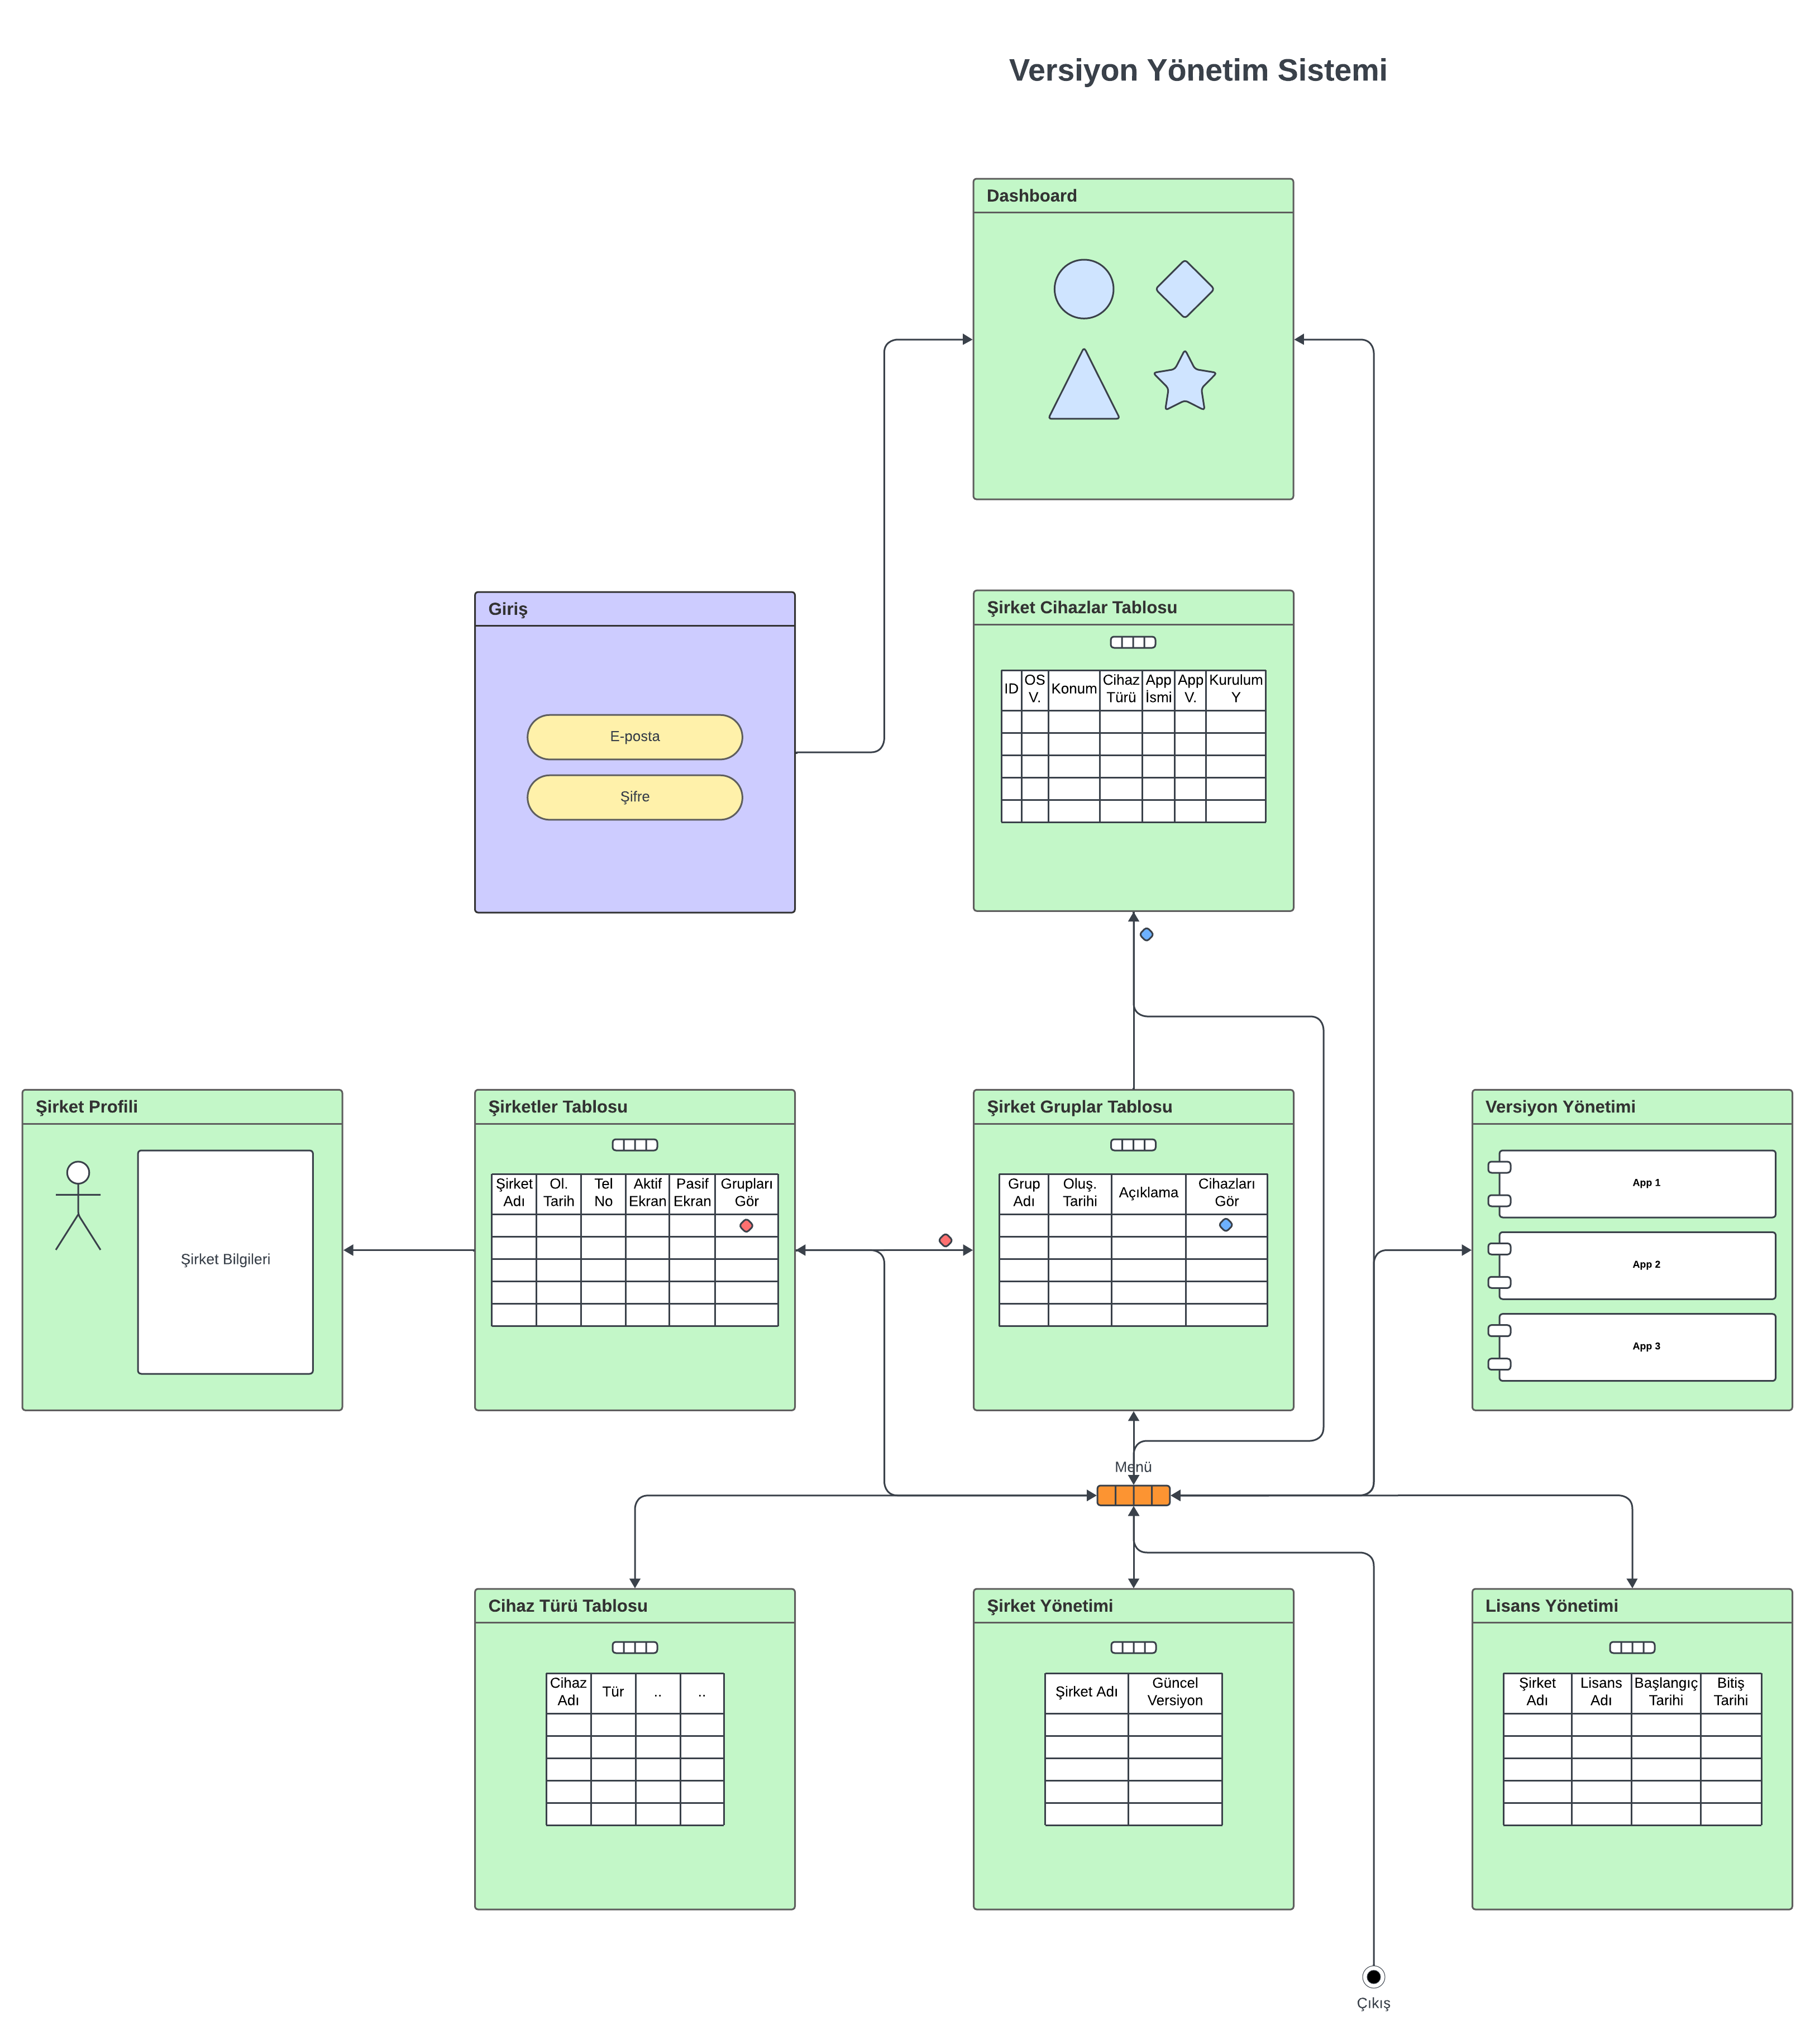 Versiyon Yönetim Sistemi
Dashboard
Giriş
E-posta
Şifre
Şirket Cihazlar Tablosu
ID
OS
V.
Konum
Cihaz
Türü
App
İsmi
App
V.
Kurulum
Y
Şirket Profili
Şirket Bilgileri
Şirketler Tablosu
Şirket
Adı
Ol.
Tarih
Tel
No
Aktif
Ekran
Pasif
Ekran
Grupları
Gör
Şirket Gruplar Tablosu
Grup
Adı
Oluş.
Tarihi
Açıklama
Cihazları
Gör
Versiyon Yönetimi
App 1
App 2
App 3
Menü
Cihaz Türü Tablosu
Cihaz
Adı
Tür
..
..
Şirket Yönetimi
Şirket Adı
Güncel
Versiyon
Lisans Yönetimi
Şirket
Adı
Lisans
Adı
Başlangıç
Tarihi
Bitiş
Tarihi
Çıkış